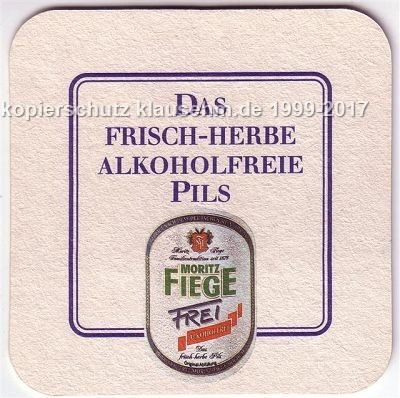 kopierschutz klausehm.de 1999-2017
DAS
FRISCH-HERBE
ALKOHOLFREIE
PILS
Moritz Fiege
Familientradition seit 1878
MORITZ
FIEGE
FREI
ALKOHOLFREI
Das
frisch-herbe Pils